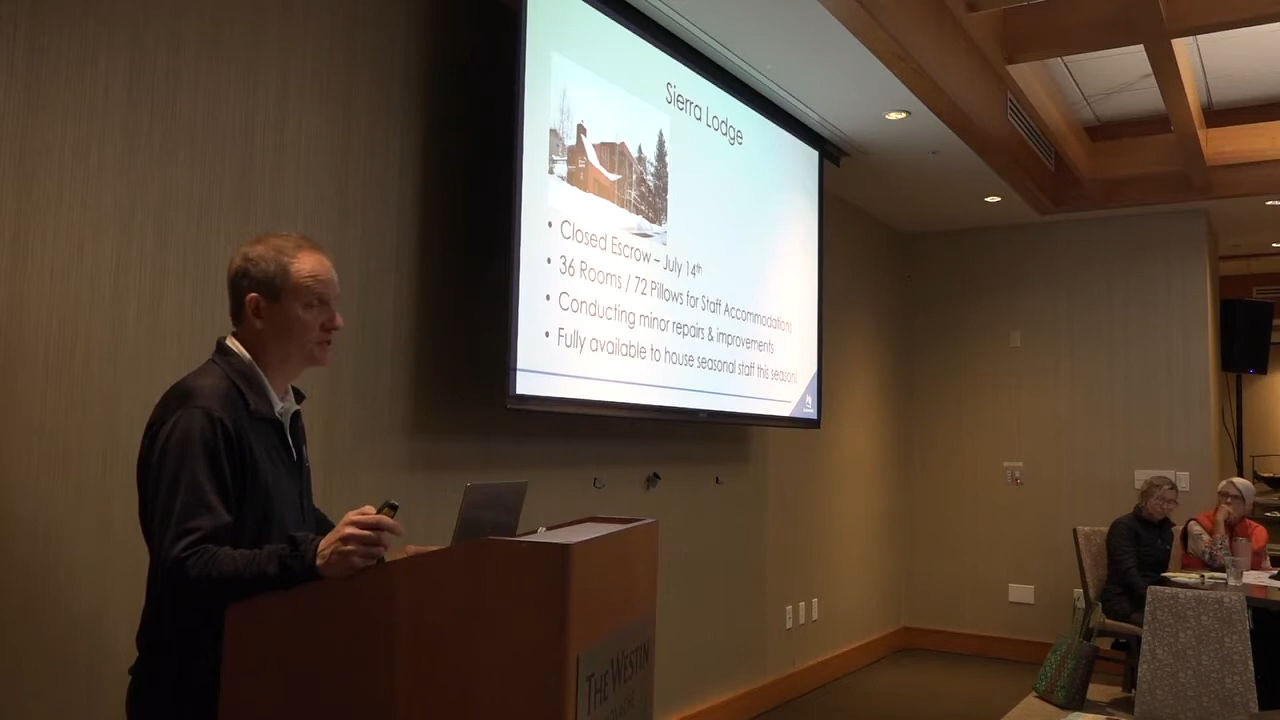 Sierra Lodge
• Closed Escrow – July 14th
• 36 Rooms / 72 Pillows for Staff Accommodations
• Conducting minor repairs & improvements
• Fully available to house seasonal staff this season!
THE WESTIN